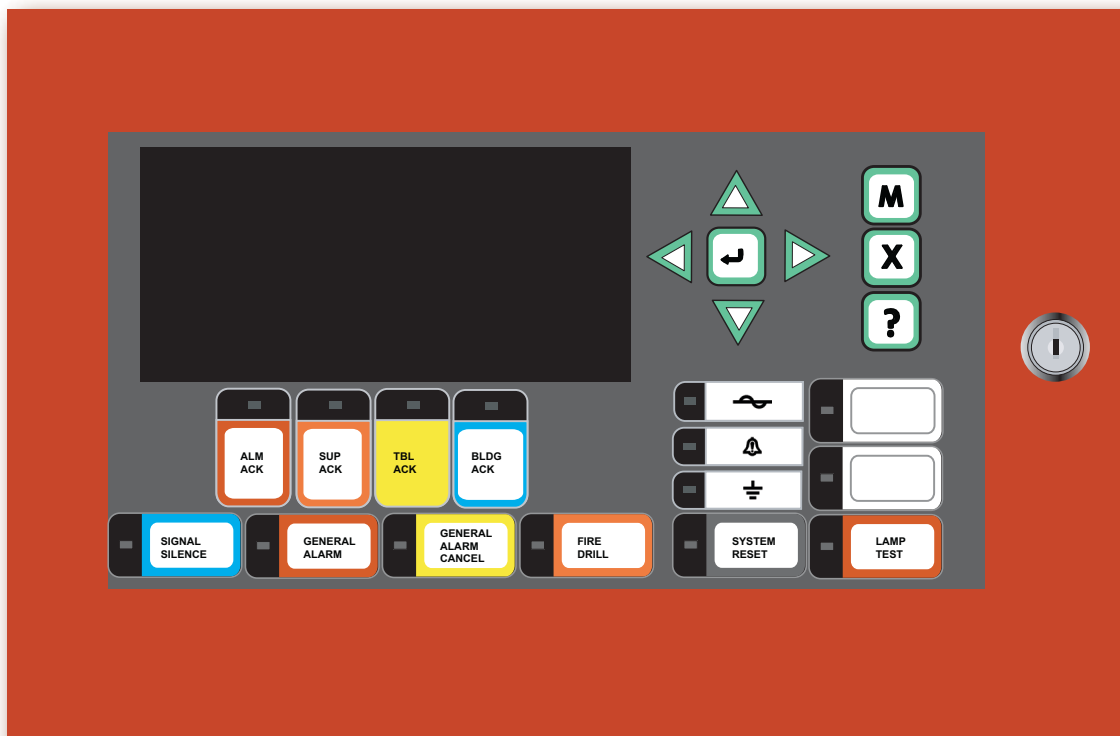 M
X
?
ALM
ACK
SUP
ACK
TBL
ACK
BLDG
ACK
SIGNAL
SILENCE
GENERAL
ALARM
GENERAL
ALARM
CANCEL
FIRE
DRILL
SYSTEM
RESET
LAMP
TEST